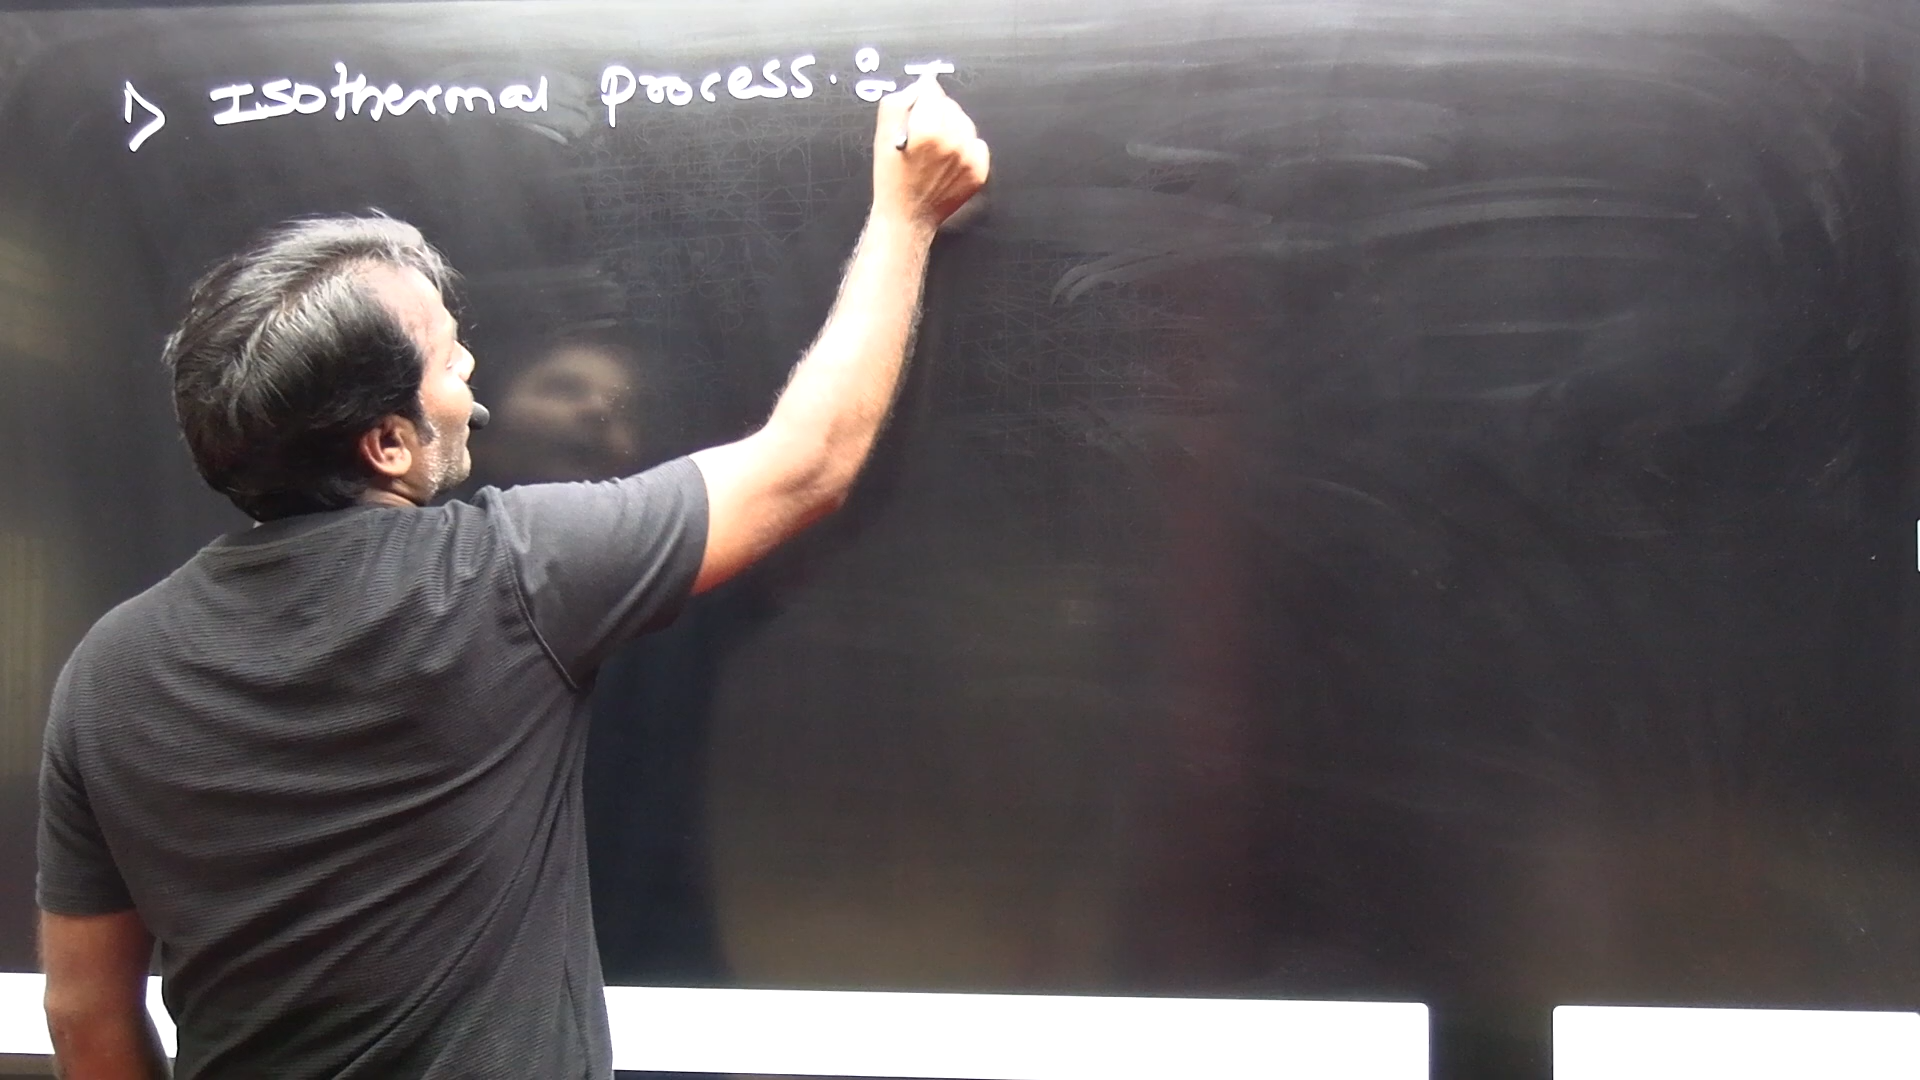 > Isothermal process. :- I